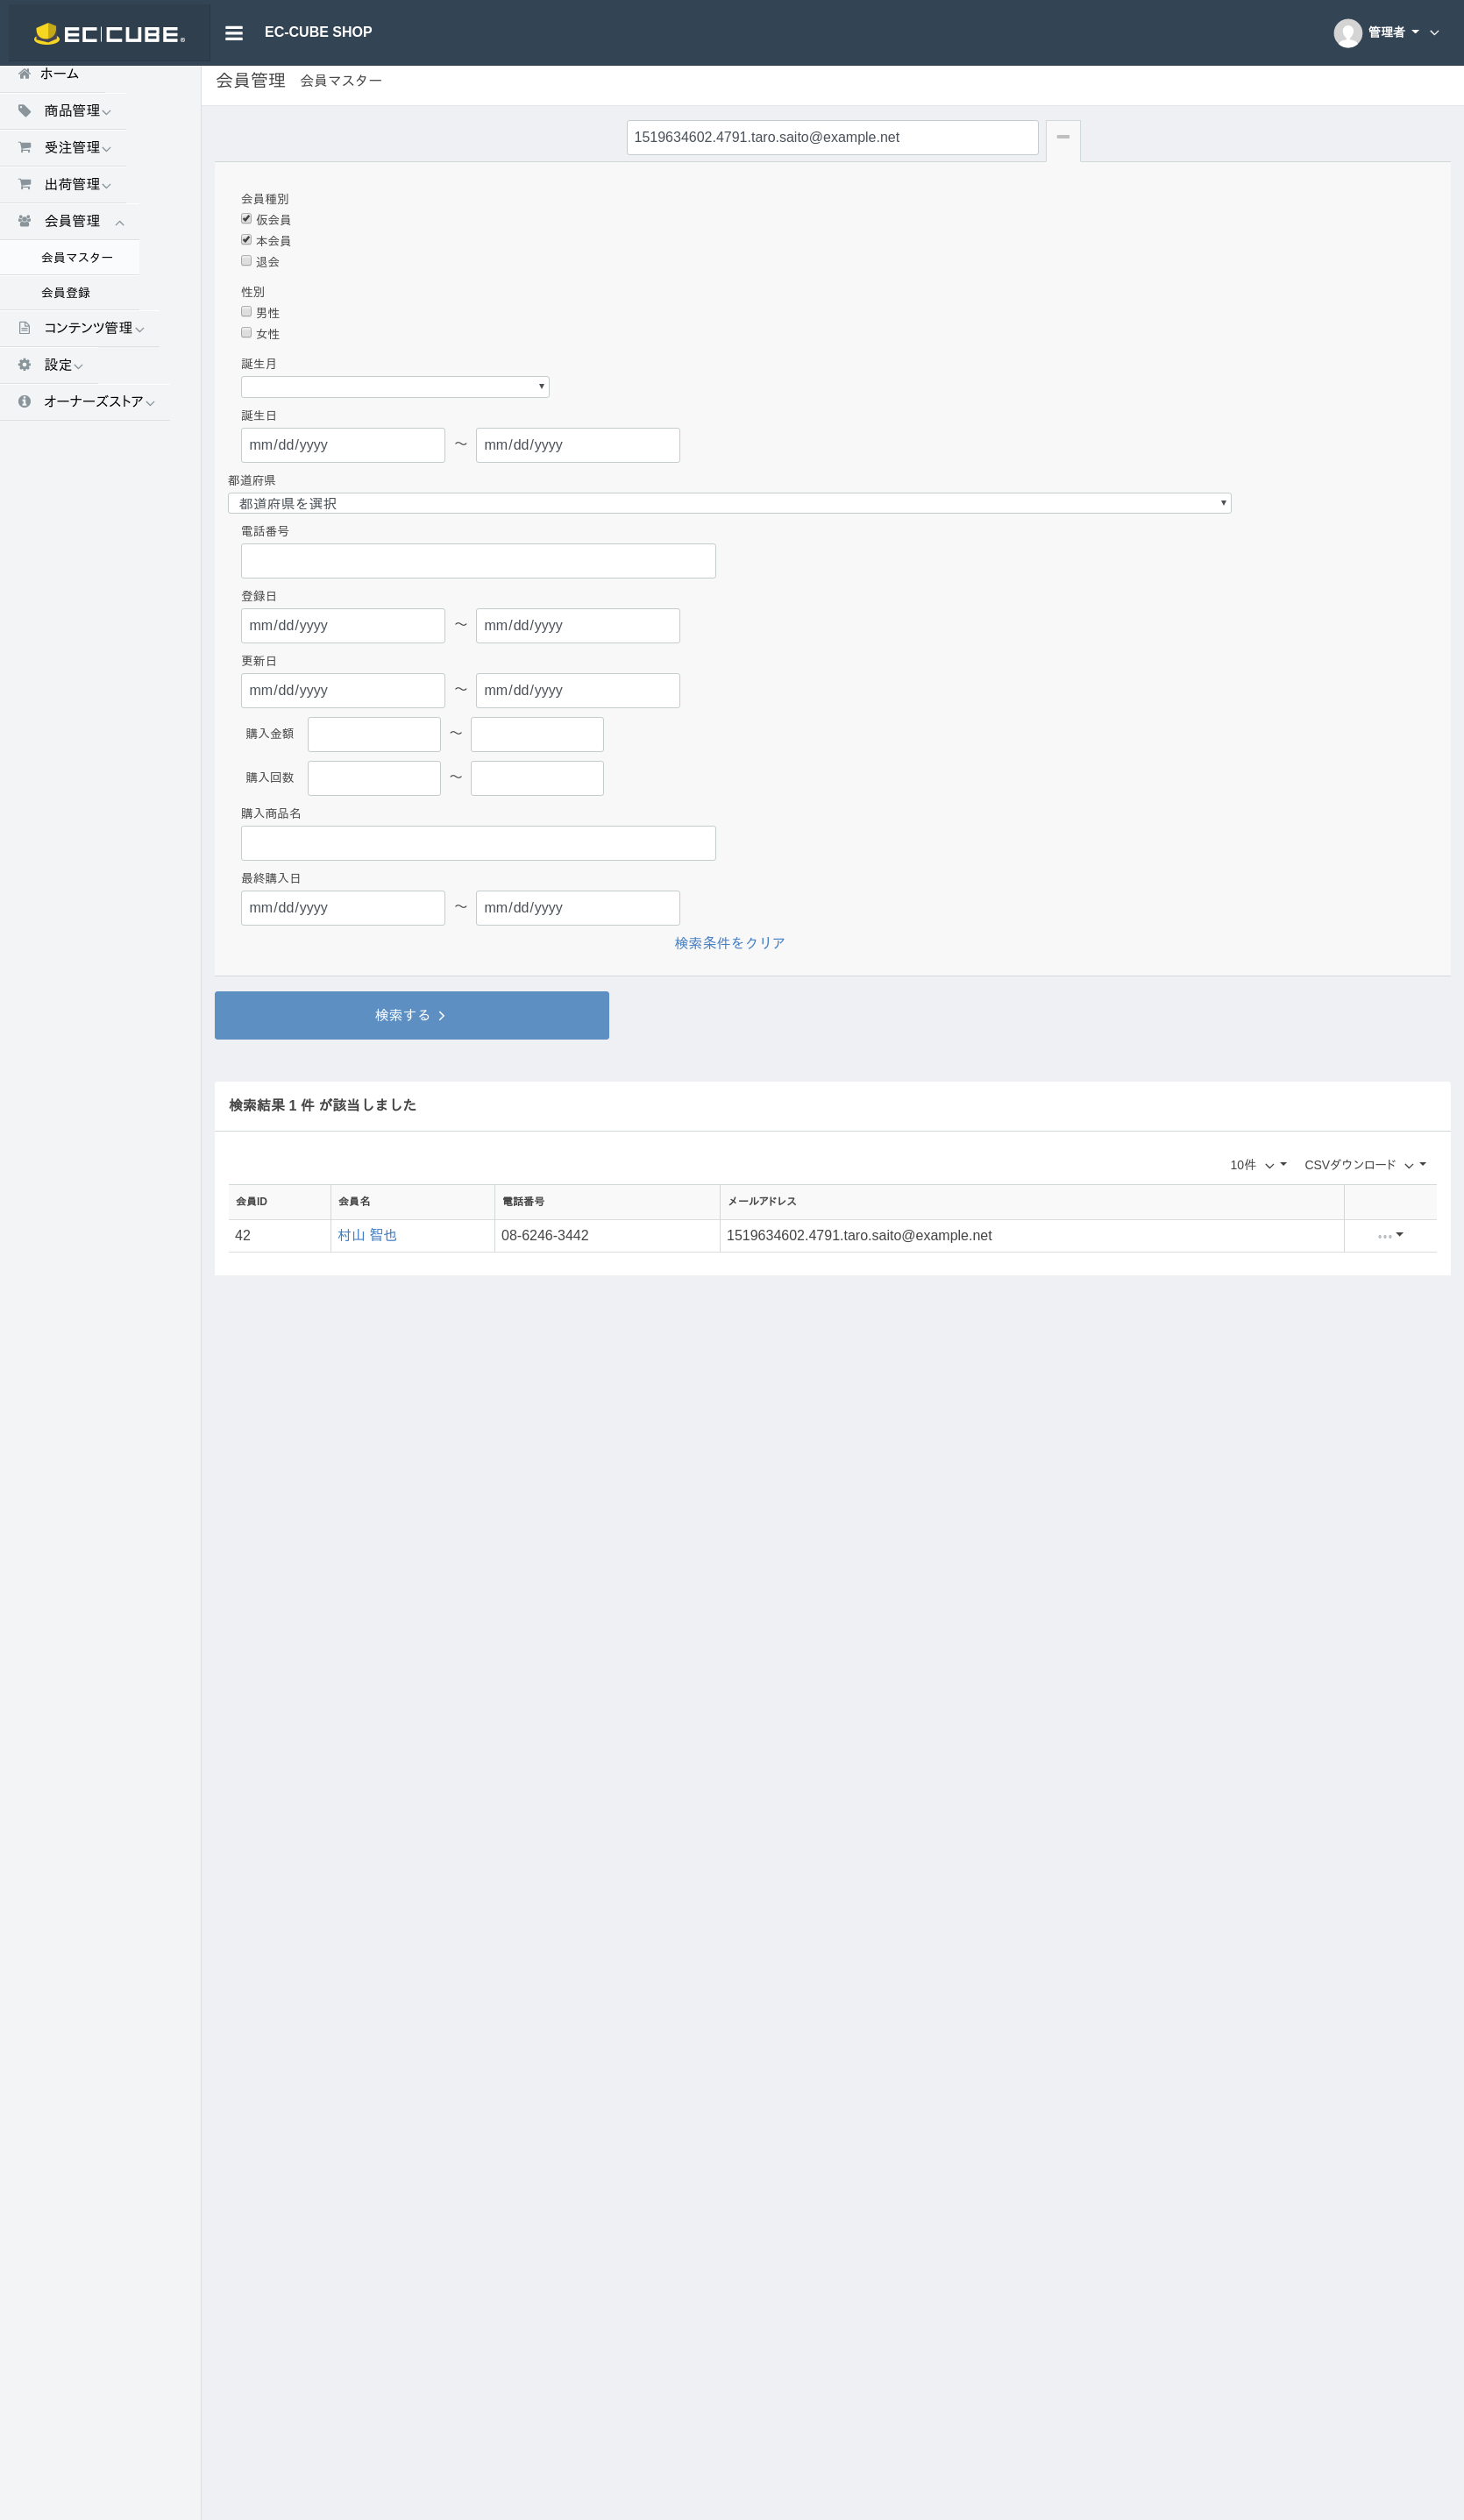 EC CUBE®
EC-CUBE SHOP
管理者
ホーム
商品管理
受注管理
出荷管理
会員管理
会員マスター
会員登録
コンテンツ管理
設定
オーナーズストア
会員管理 会員マスター
1519634602.4791.taro.saito@example.net
会員種別
仮会員
本会員
退会
性別
男性
女性
誕生月
誕生日
mm/dd/yyyy ～ mm/dd/yyyy
都道府県
都道府県を選択
電話番号
登録日
mm/dd/yyyy ～ mm/dd/yyyy
更新日
mm/dd/yyyy ～ mm/dd/yyyy
購入金額 ～
購入回数 ～
購入商品名
最終購入日
mm/dd/yyyy ～ mm/dd/yyyy
検索条件をクリア
検索する
検索結果 1 件 が該当しました
10件 CSVダウンロード
会員ID 会員名 電話番号 メールアドレス
42 村山 智也 08-6246-3442 1519634602.4791.taro.saito@example.net